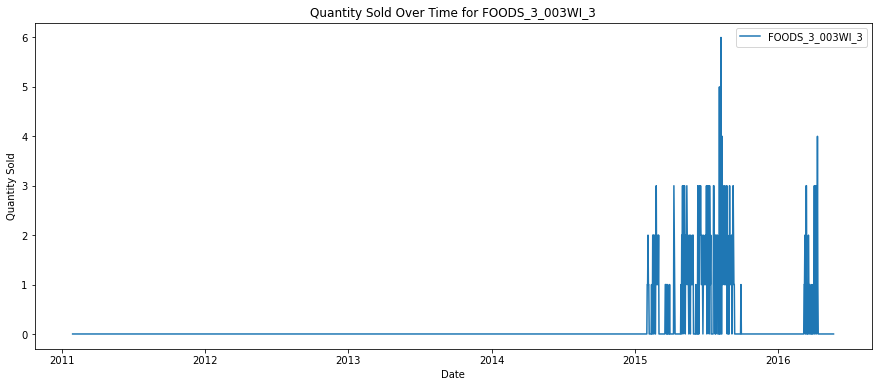 Quantity Sold Over Time for FOODS_3_003WI_3
FOODS_3_003WI_3
Quantity Sold
6
5
4
3
2
1
0
2011 2012 2013 2014 2015 2016
Date